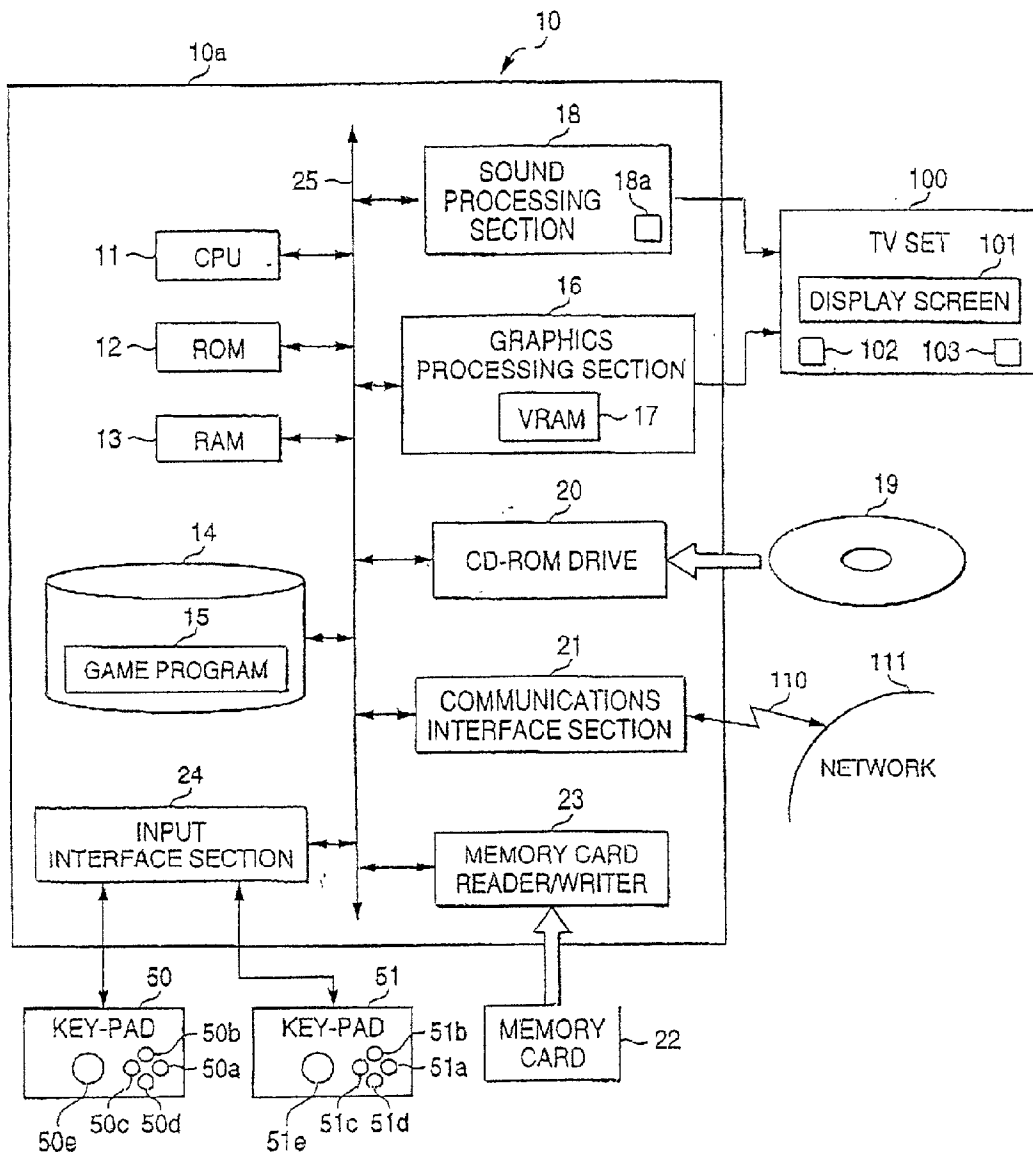 10
10a
18
SOUND
PROCESSING
SECTION
18a
25
100
TV SET
101
DISPLAY SCREEN
102
103
11
CPU
16
GRAPHICS
PROCESSING SECTION
VRAM
17
12
ROM
13
RAM
20
CD-ROM DRIVE
19
14
15
GAME PROGRAM
21
COMMUNICATIONS
INTERFACE SECTION
110
111
NETWORK
24
INPUT
INTERFACE SECTION
23
MEMORY CARD
READER/WRITER
50
KEY-PAD
50b
50a
50c
50d
50e
51
KEY-PAD
51b
51a
51c
51d
51e
MEMORY
CARD
22